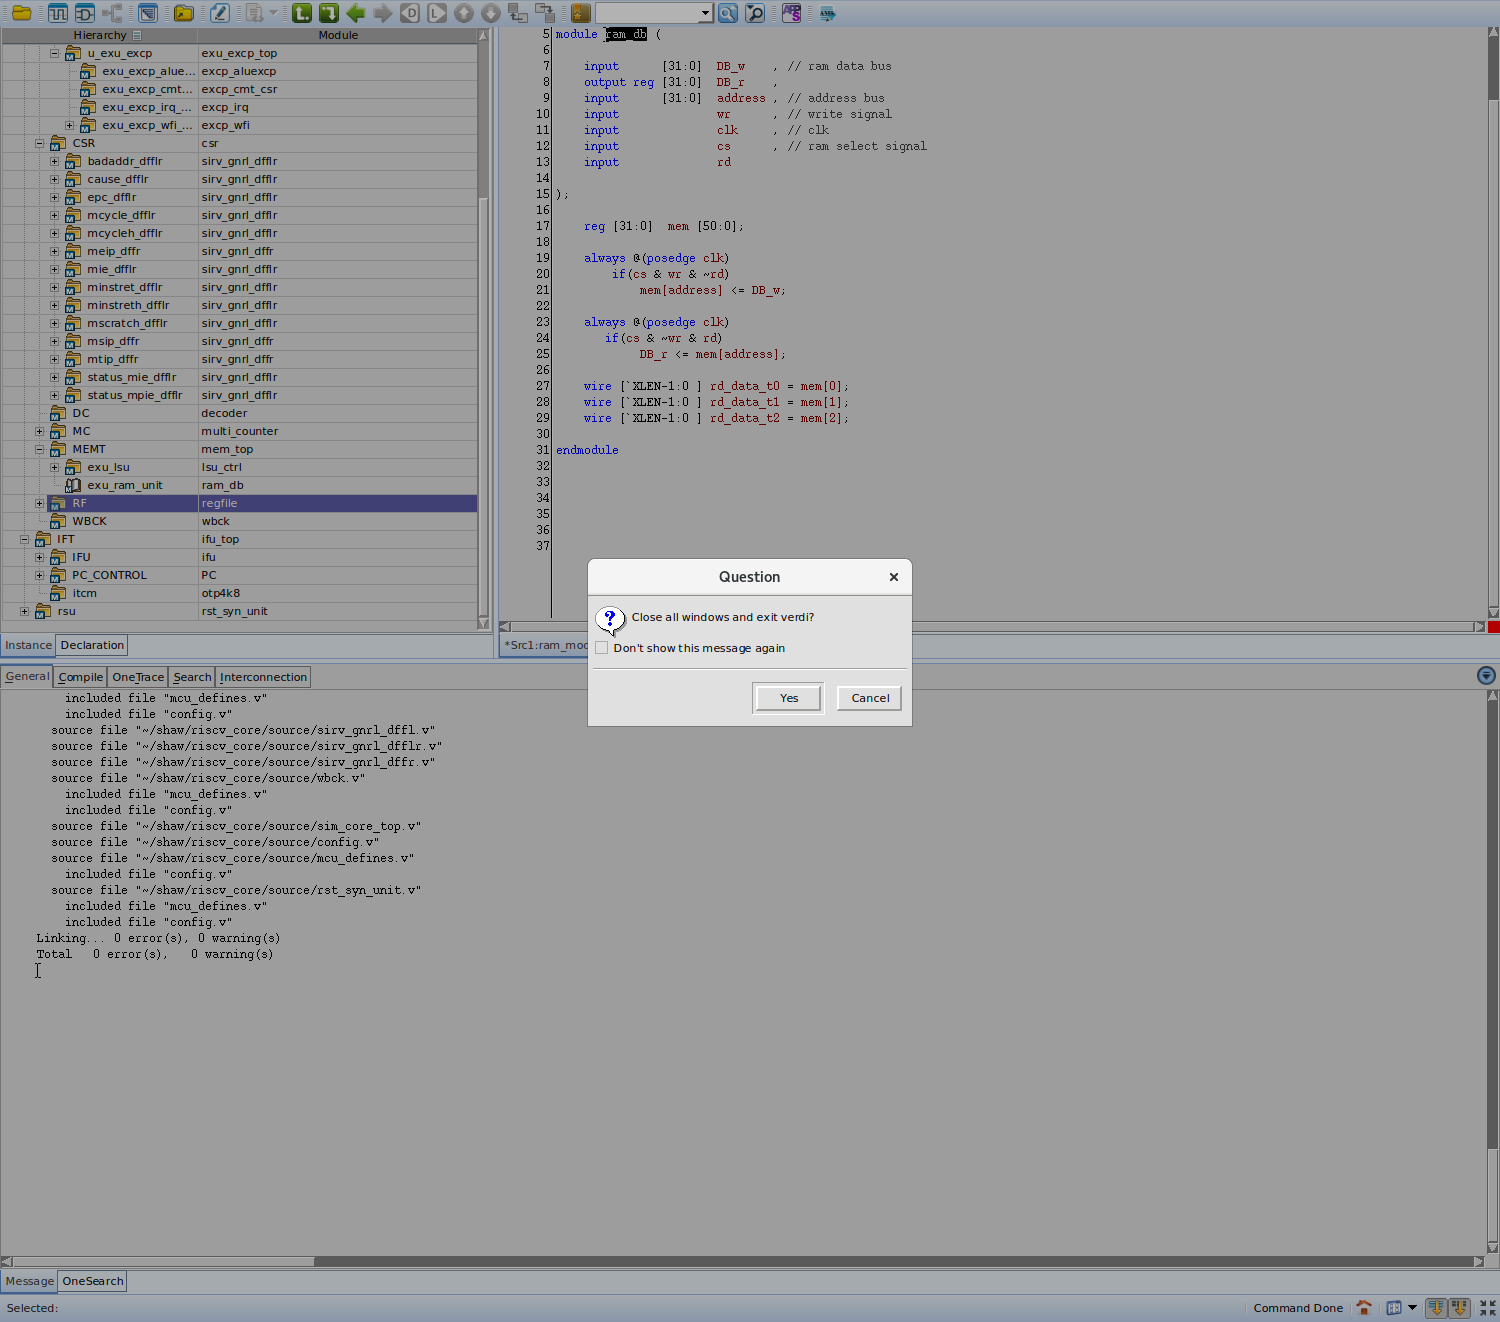 Hierarchy Module
u_exu_excp exu_excp_top
exu_excp_alue... excp_aluexcp
exu_excp_cmt... excp_cmt_csr
exu_excp_irq_... excp_irq
exu_excp_wfi_... excp_wfi
CSR csr
badaddr_dfflr sirv_gnrl_dfflr
cause_dfflr sirv_gnrl_dfflr
epc_dfflr sirv_gnrl_dfflr
mcycle_dfflr sirv_gnrl_dfflr
mcycleh_dfflr sirv_gnrl_dfflr
meip_dffr sirv_gnrl_dffr
mie_dfflr sirv_gnrl_dfflr
minstret_dfflr sirv_gnrl_dfflr
minstreth_dfflr sirv_gnrl_dfflr
mscratch_dfflr sirv_gnrl_dfflr
msip_dffr sirv_gnrl_dffr
mtip_dffr sirv_gnrl_dffr
status_mie_dfflr sirv_gnrl_dfflr
status_mpie_dfflr sirv_gnrl_dfflr
DC decoder
MC multi_counter
MEMT mem_top
exu_lsu lsu_ctrl
exu_ram_unit ram_db
RF regfile
WBCK wbck
IFT ifu_top
IFU ifu
PC_CONTROL PC
itcm otp4k8
rsu rst_syn_unit
Instance Declaration
5 module ram_db (
6
7 input [31:0] DB_w , // ram data bus
8 output reg [31:0] DB_r ,
9 input [31:0] address , // address bus
10 input wr , // write signal
11 input clk , // clk
12 input cs , // ram select signal
13 input rd
14
15 );
16
17 reg [31:0] mem [50:0];
18
19 always @(posedge clk)
20 if(cs & wr & ~rd)
21 mem[address] <= DB_w;
22
23 always @(posedge clk)
24 if(cs & ~wr & rd)
25 DB_r <= mem[address];
26
27 wire [`XLEN-1:0 ] rd_data_t0 = mem[0];
28 wire [`XLEN-1:0 ] rd_data_t1 = mem[1];
29 wire [`XLEN-1:0 ] rd_data_t2 = mem[2];
30
31 endmodule
32
33
34
35
36
37
*Src1:ram_mod
Question
Close all windows and exit verdi?
Don't show this message again
Yes Cancel
General Compile OneTrace Search Interconnection
included file "mcu_defines.v"
included file "config.v"
source file "~/shaw/riscv_core/source/sirv_gnrl_dffl.v"
source file "~/shaw/riscv_core/source/sirv_gnrl_dfflr.v"
source file "~/shaw/riscv_core/source/sirv_gnrl_dffr.v"
source file "~/shaw/riscv_core/source/wbck.v"
included file "mcu_defines.v"
included file "config.v"
source file "~/shaw/riscv_core/source/sim_core_top.v"
source file "~/shaw/riscv_core/source/config.v"
source file "~/shaw/riscv_core/source/mcu_defines.v"
included file "config.v"
source file "~/shaw/riscv_core/source/rst_syn_unit.v"
included file "mcu_defines.v"
included file "config.v"
Linking... 0 error(s), 0 warning(s)
Total 0 error(s), 0 warning(s)
Message OneSearch
Selected: Command Done